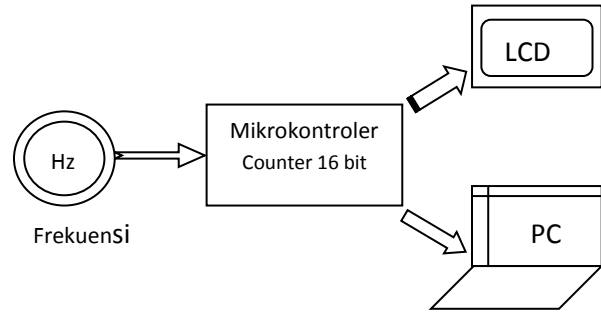 Hz
Frekuensi
Mikrokontroler
Counter 16 bit
LCD
PC